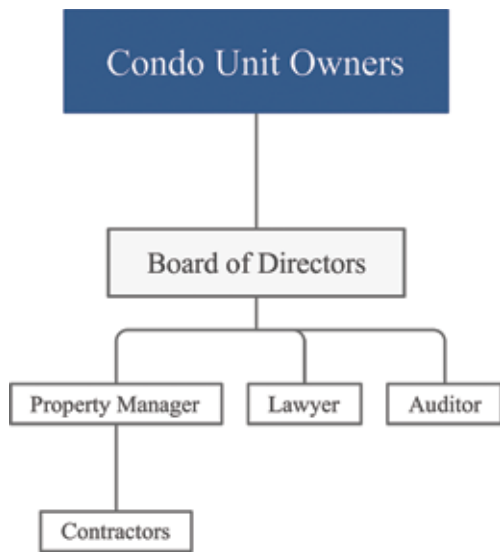 Condo Unit Owners
Board of Directors
Property Manager
Lawyer
Auditor
Contractors